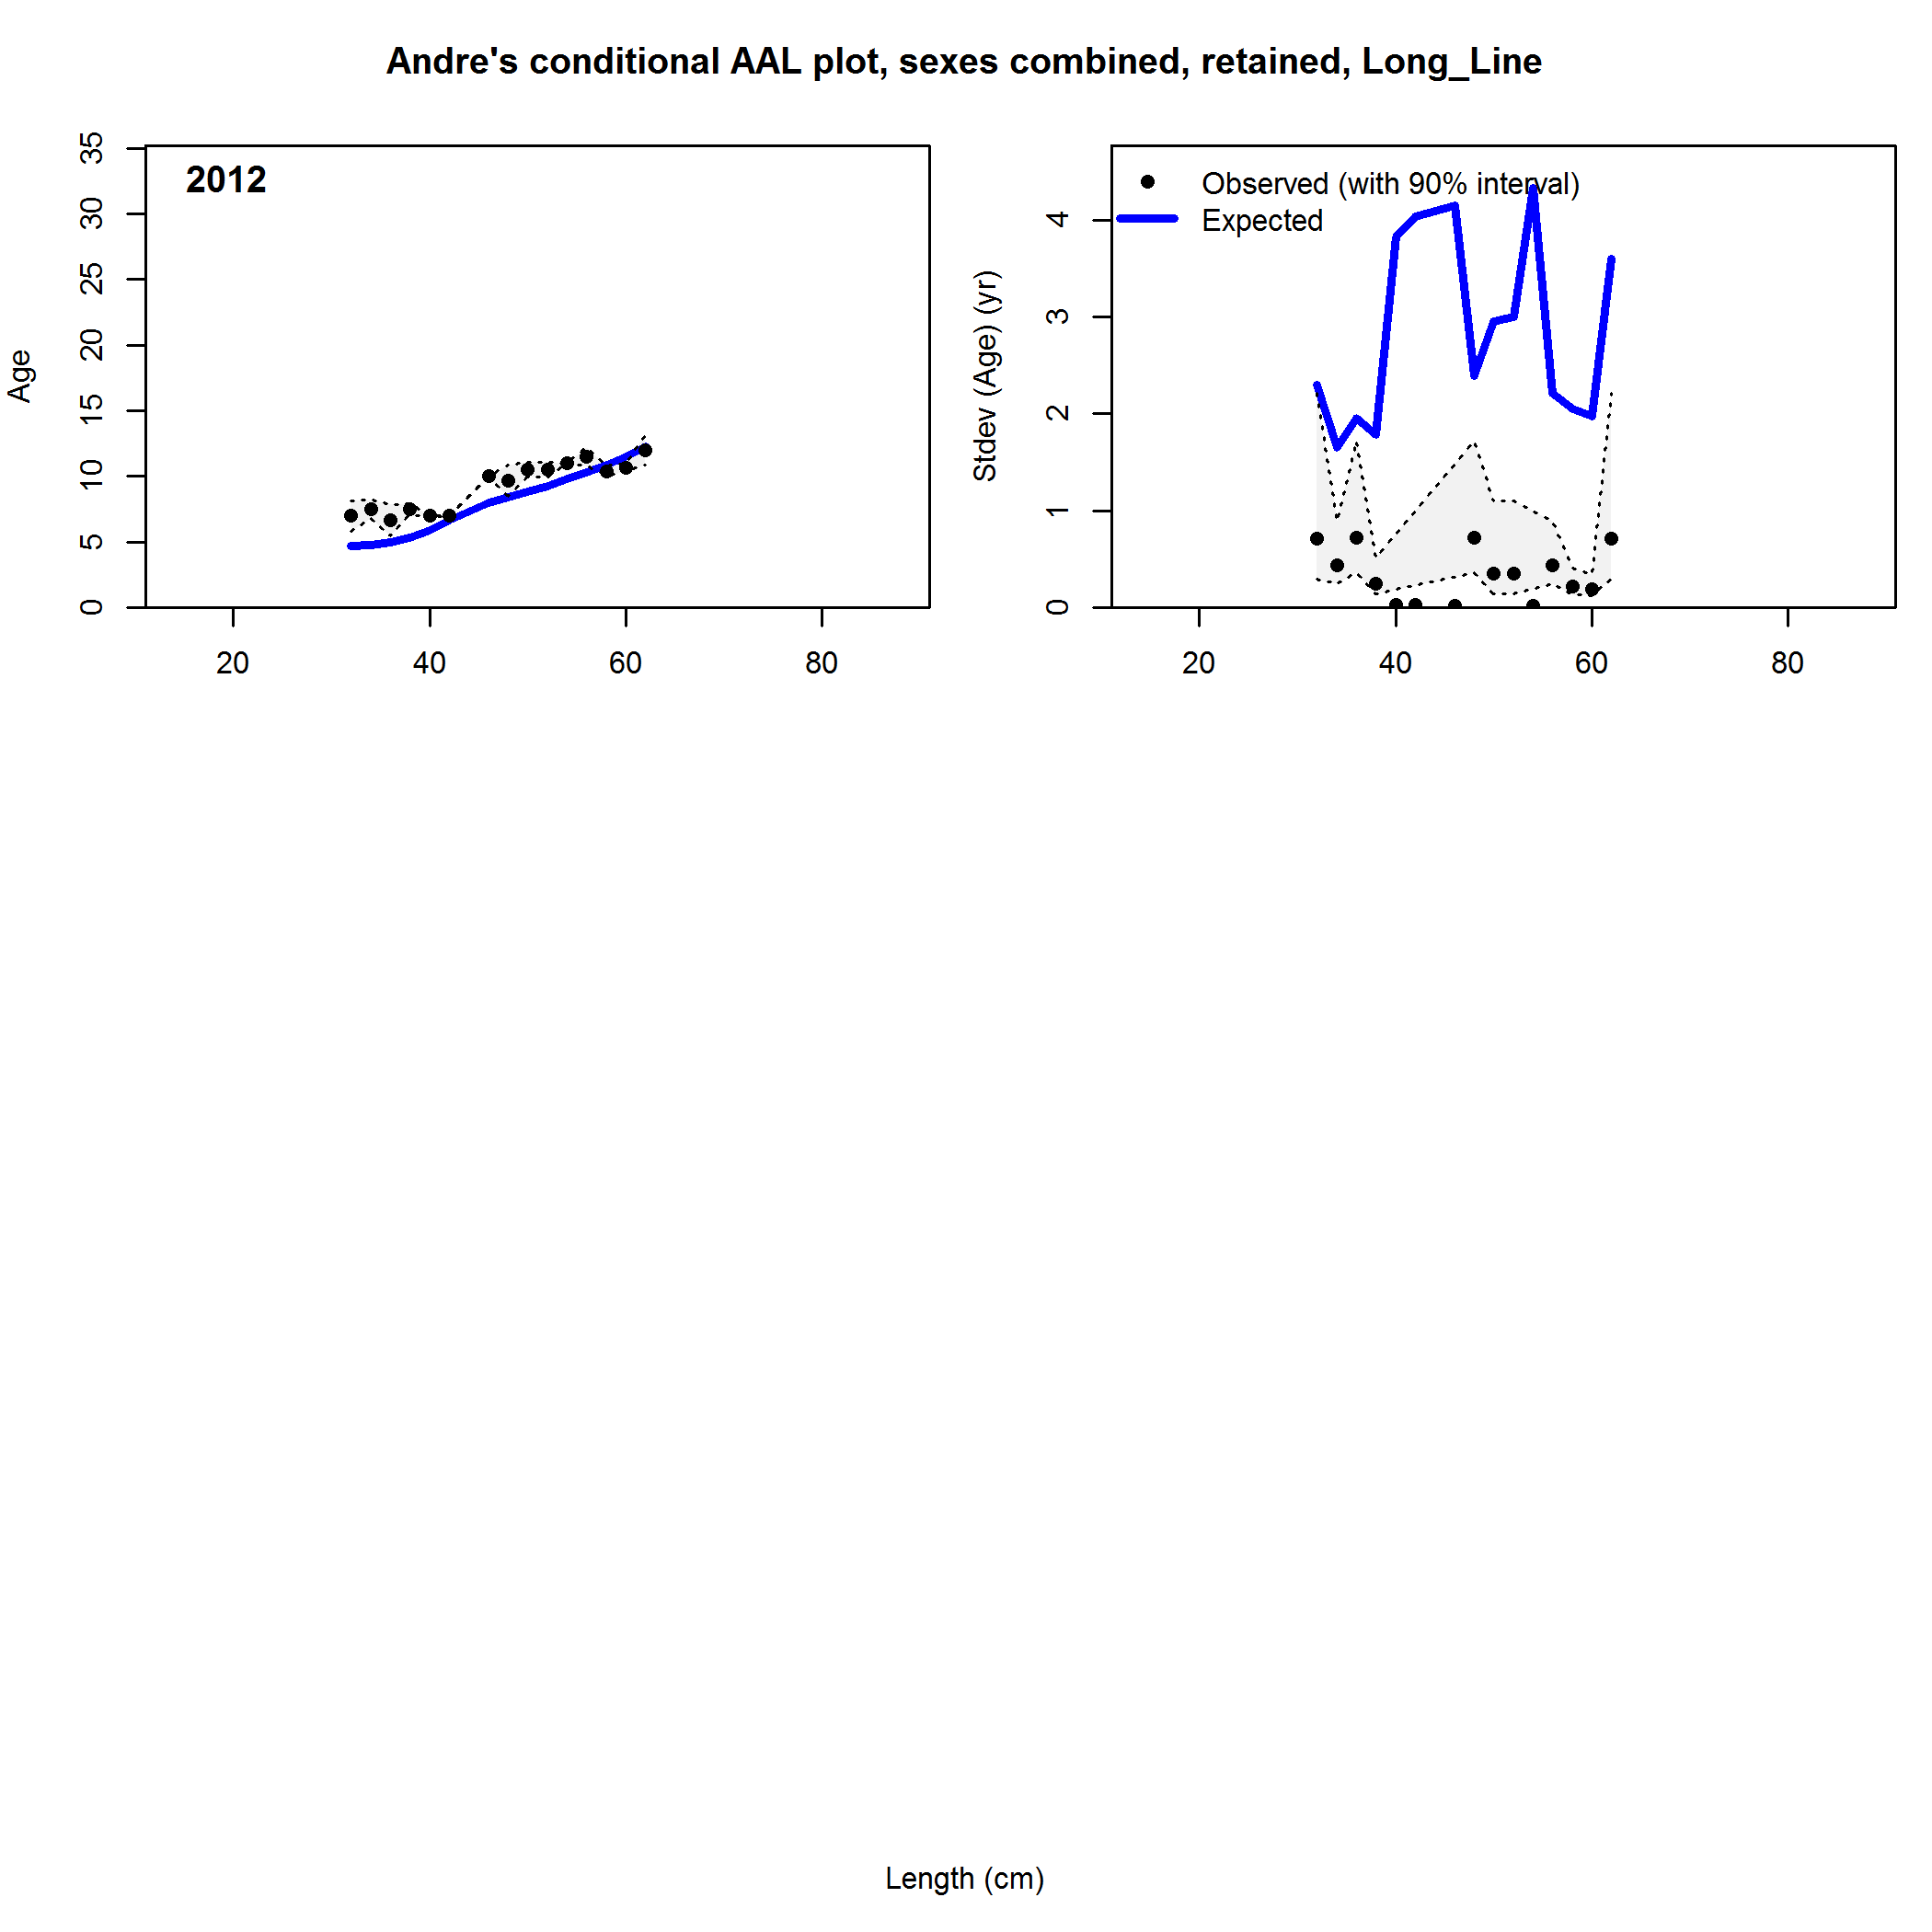 Andre's conditional AAL plot, sexes combined, retained, Long_Line
2012
Age
0 5 10 15 20 25 30 35
20 40 60 80
Observed (with 90% interval)
Expected
Stdev (Age) (yr)
0 1 2 3 4
20 40 60 80
Length (cm)